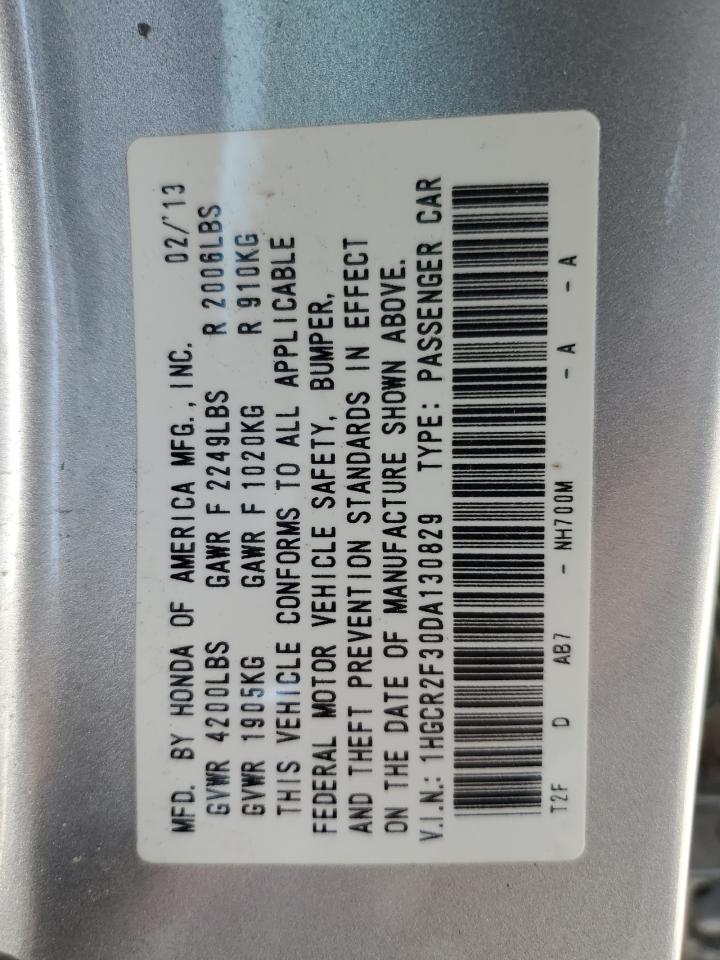 MFD. BY HONDA OF AMERICA MFG., INC. 02/'13
GVWR 4200LBS GAWR F 2249LBS R 2006LBS
GVWR 1905KG GAWR F 1020KG R 910KG
THIS VEHICLE CONFORMS TO ALL APPLICABLE
FEDERAL MOTOR VEHICLE SAFETY, BUMPER,
AND THEFT PREVENTION STANDARDS IN EFFECT
ON THE DATE OF MANUFACTURE SHOWN ABOVE.
V.I.N.: 1HGCR2F30DA130829 TYPE: PASSENGER CAR
T2F D AB7 - NH700M - A - A